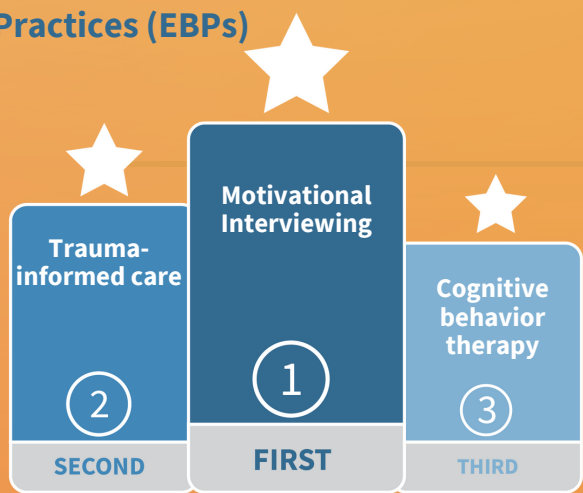 Practices (EBPs)
Motivational
Interviewing
1
FIRST
Trauma-
informed care
2
SECOND
Cognitive
behavior
therapy
3
THIRD